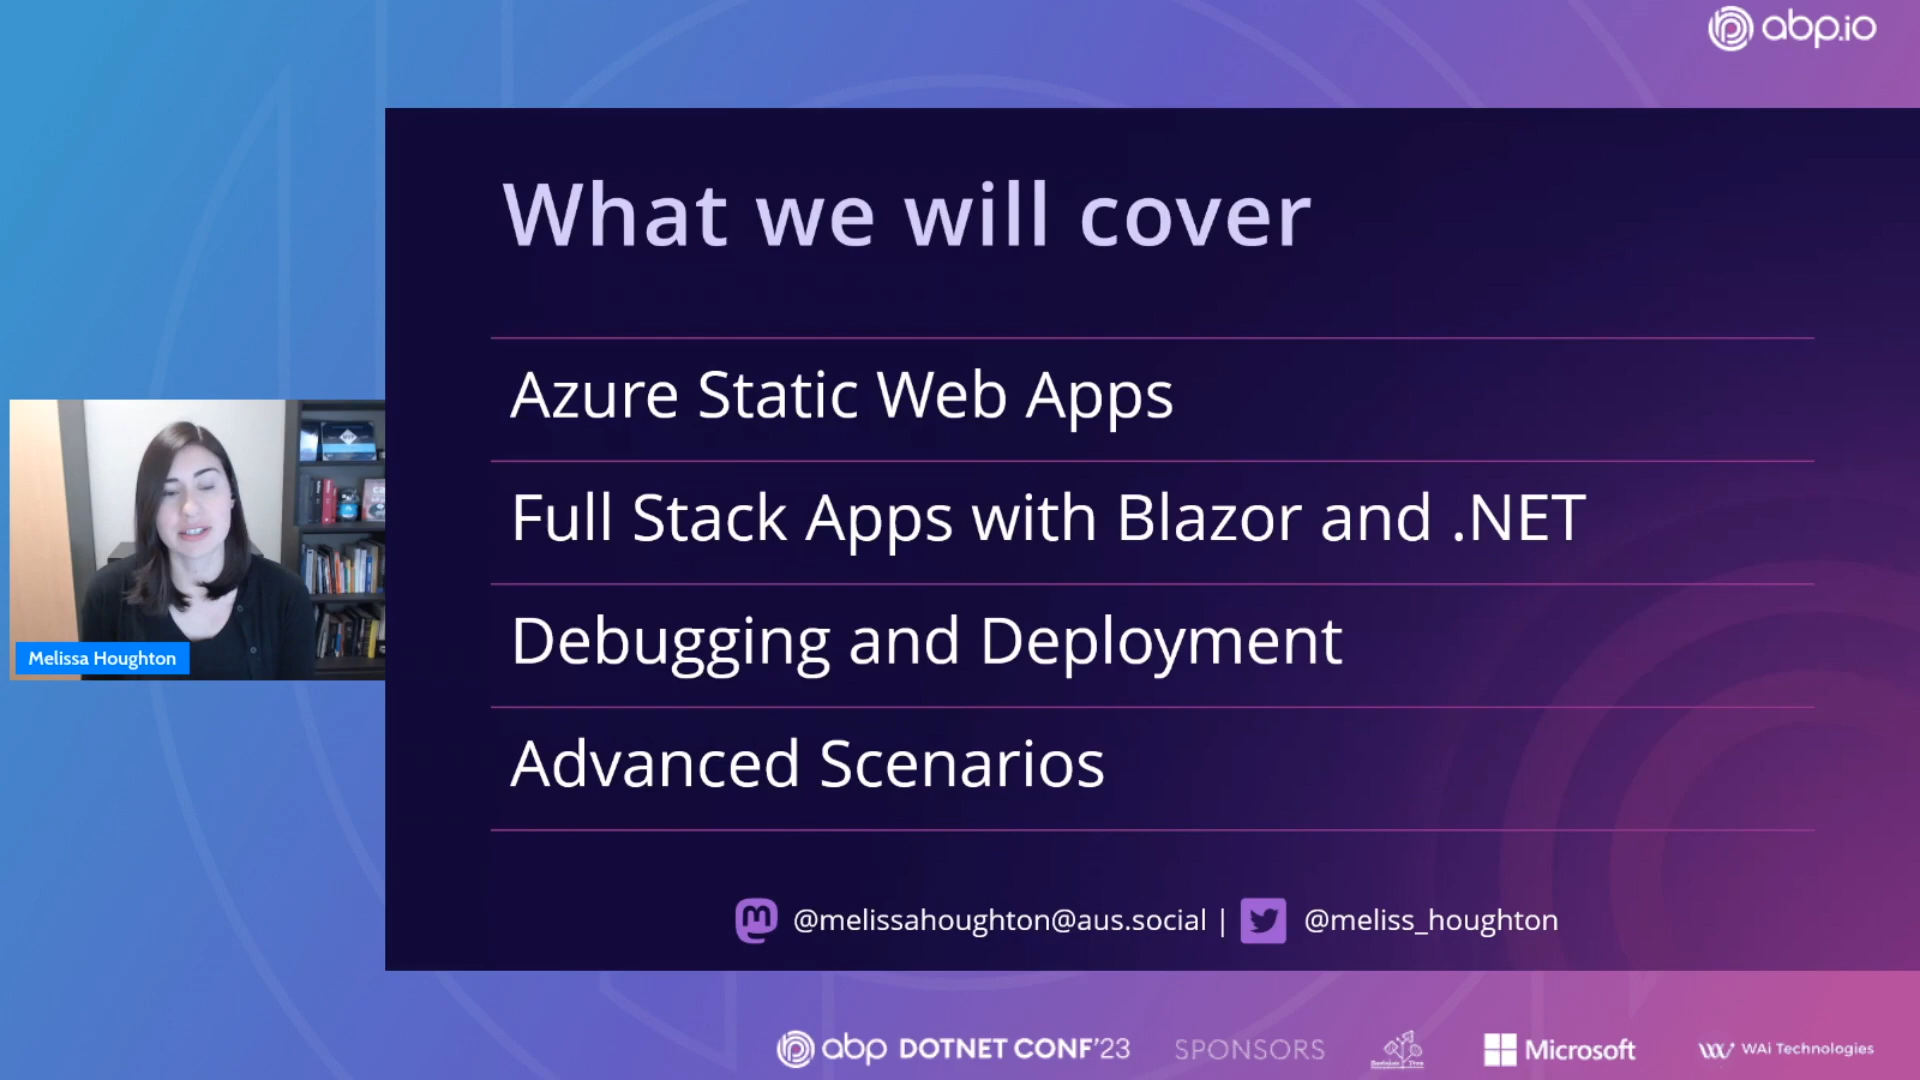 abp.io
What we will cover
Azure Static Web Apps
Full Stack Apps with Blazor and .NET
Debugging and Deployment
Advanced Scenarios
Melissa Houghton
@melissahoughton@aus.social | @meliss_houghton
abp DOTNET CONF'23 SPONSORS Microsoft WAi Technologies